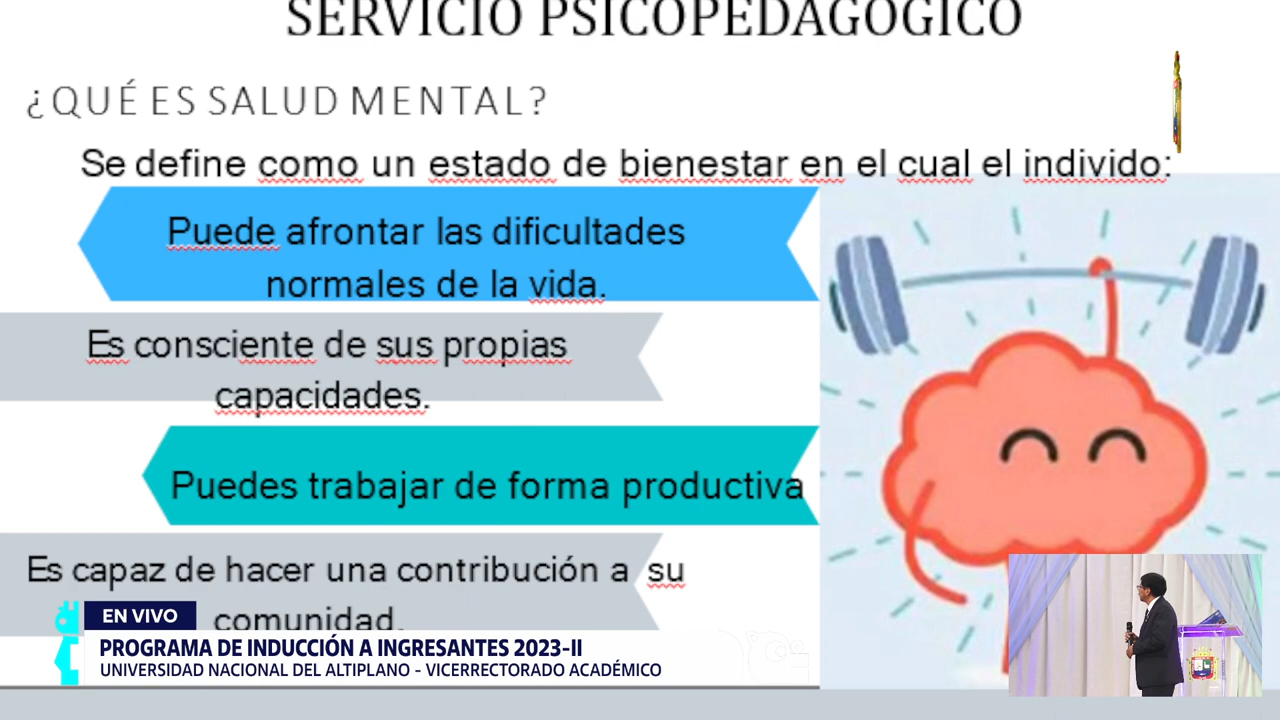 SERVICIO PSICOPEDAGÓGICO
¿QUÉ ES SALUD MENTAL?
Se define como un estado de bienestar en el cual el individo:
Puede afrontar las dificultades
normales de la vida.
Es consciente de sus propias
capacidades.
Puedes trabajar de forma productiva
Es capaz de hacer una contribución a su
comunidad.
EN VIVO
PROGRAMA DE INDUCCIÓN A INGRESANTES 2023-II
UNIVERSIDAD NACIONAL DEL ALTIPLANO - VICERRECTORADO ACADÉMICO